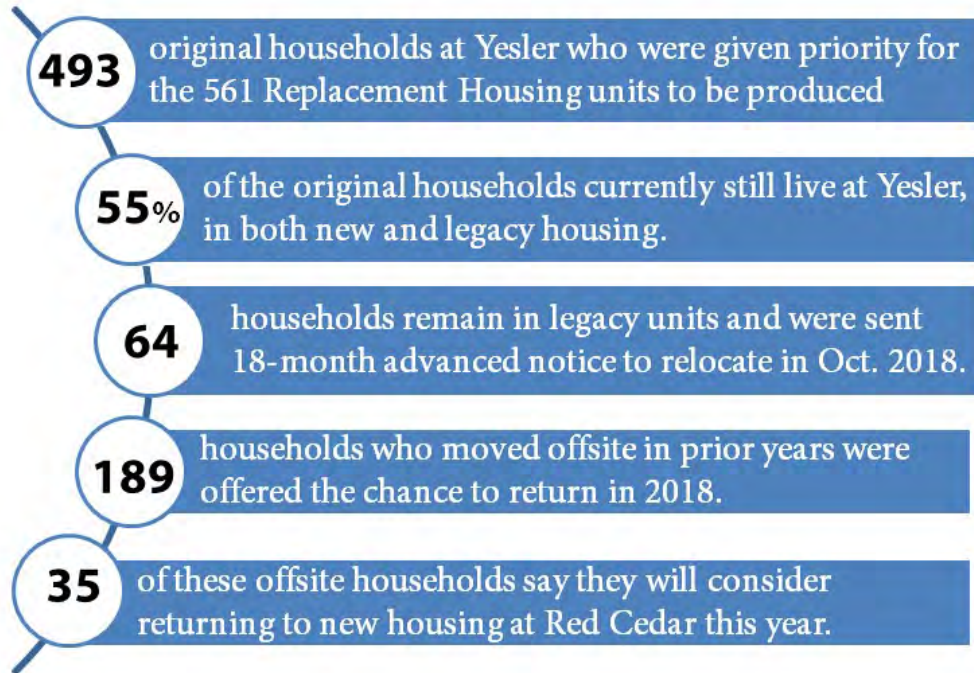 493
original households at Yesler who were given priority for
the 561 Replacement Housing units to be produced
55%
of the original households currently still live at Yesler,
in both new and legacy housing.
64
households remain in legacy units and were sent
18-month advanced notice to relocate in Oct. 2018.
189
households who moved offsite in prior years were
offered the chance to return in 2018.
35
of these offsite households say they will consider
returning to new housing at Red Cedar this year.